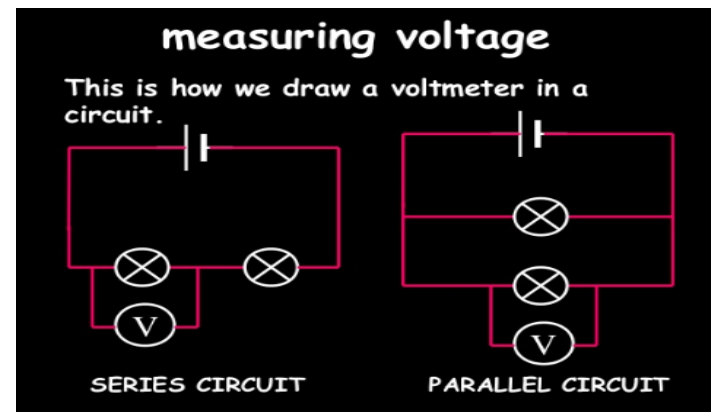 measuring voltage
This is how we draw a voltmeter in a
circuit.
V
V
SERIES CIRCUIT
PARALLEL CIRCUIT